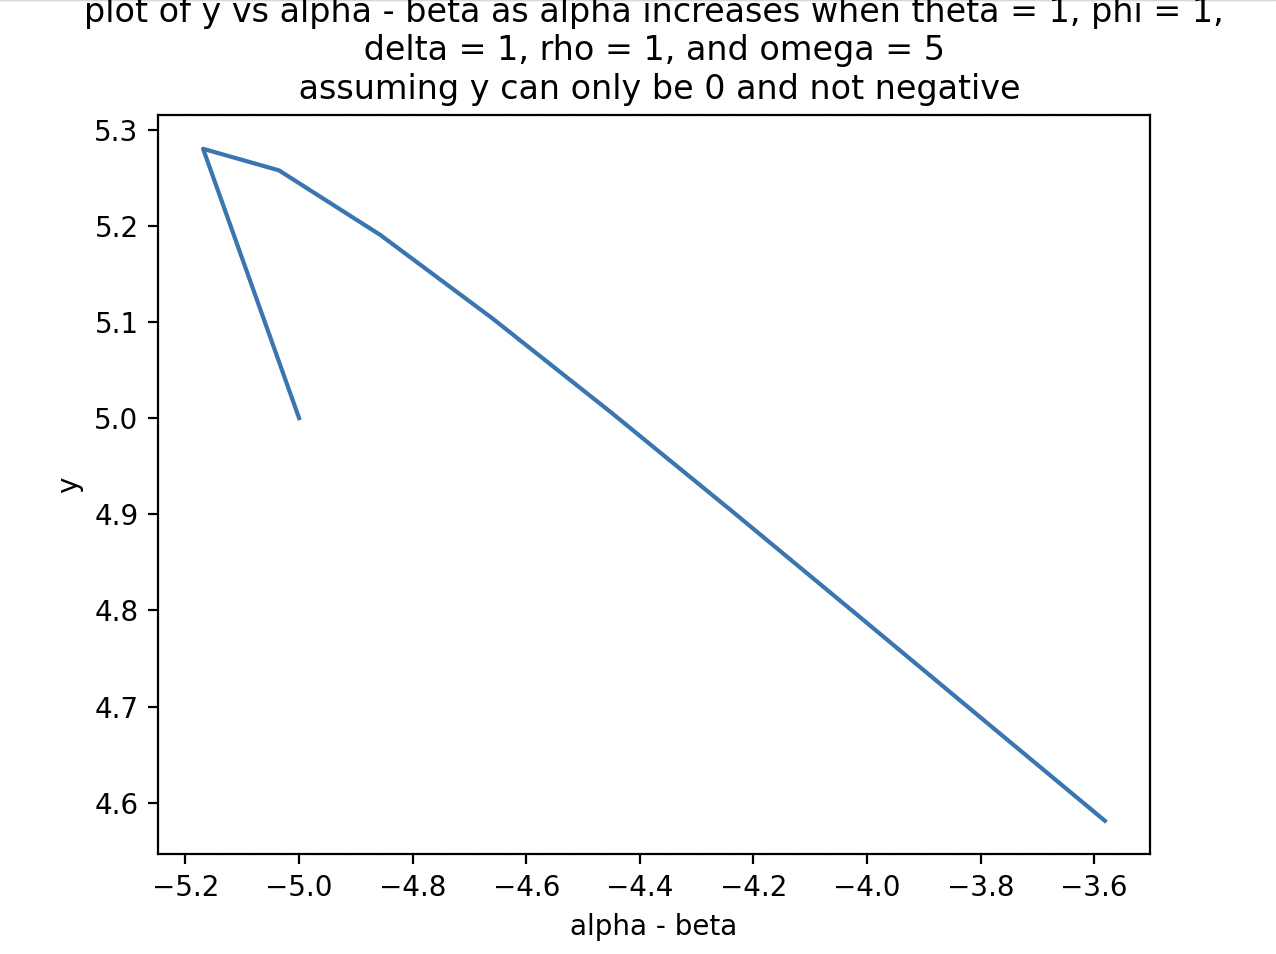 plot of y vs alpha - beta as alpha increases when theta = 1, phi = 1,
delta = 1, rho = 1, and omega = 5
assuming y can only be 0 and not negative
5.3
5.2
5.1
5.0
4.9
4.8
4.7
4.6
y
−5.2 −5.0 −4.8 −4.6 −4.4 −4.2 −4.0 −3.8 −3.6
alpha - beta